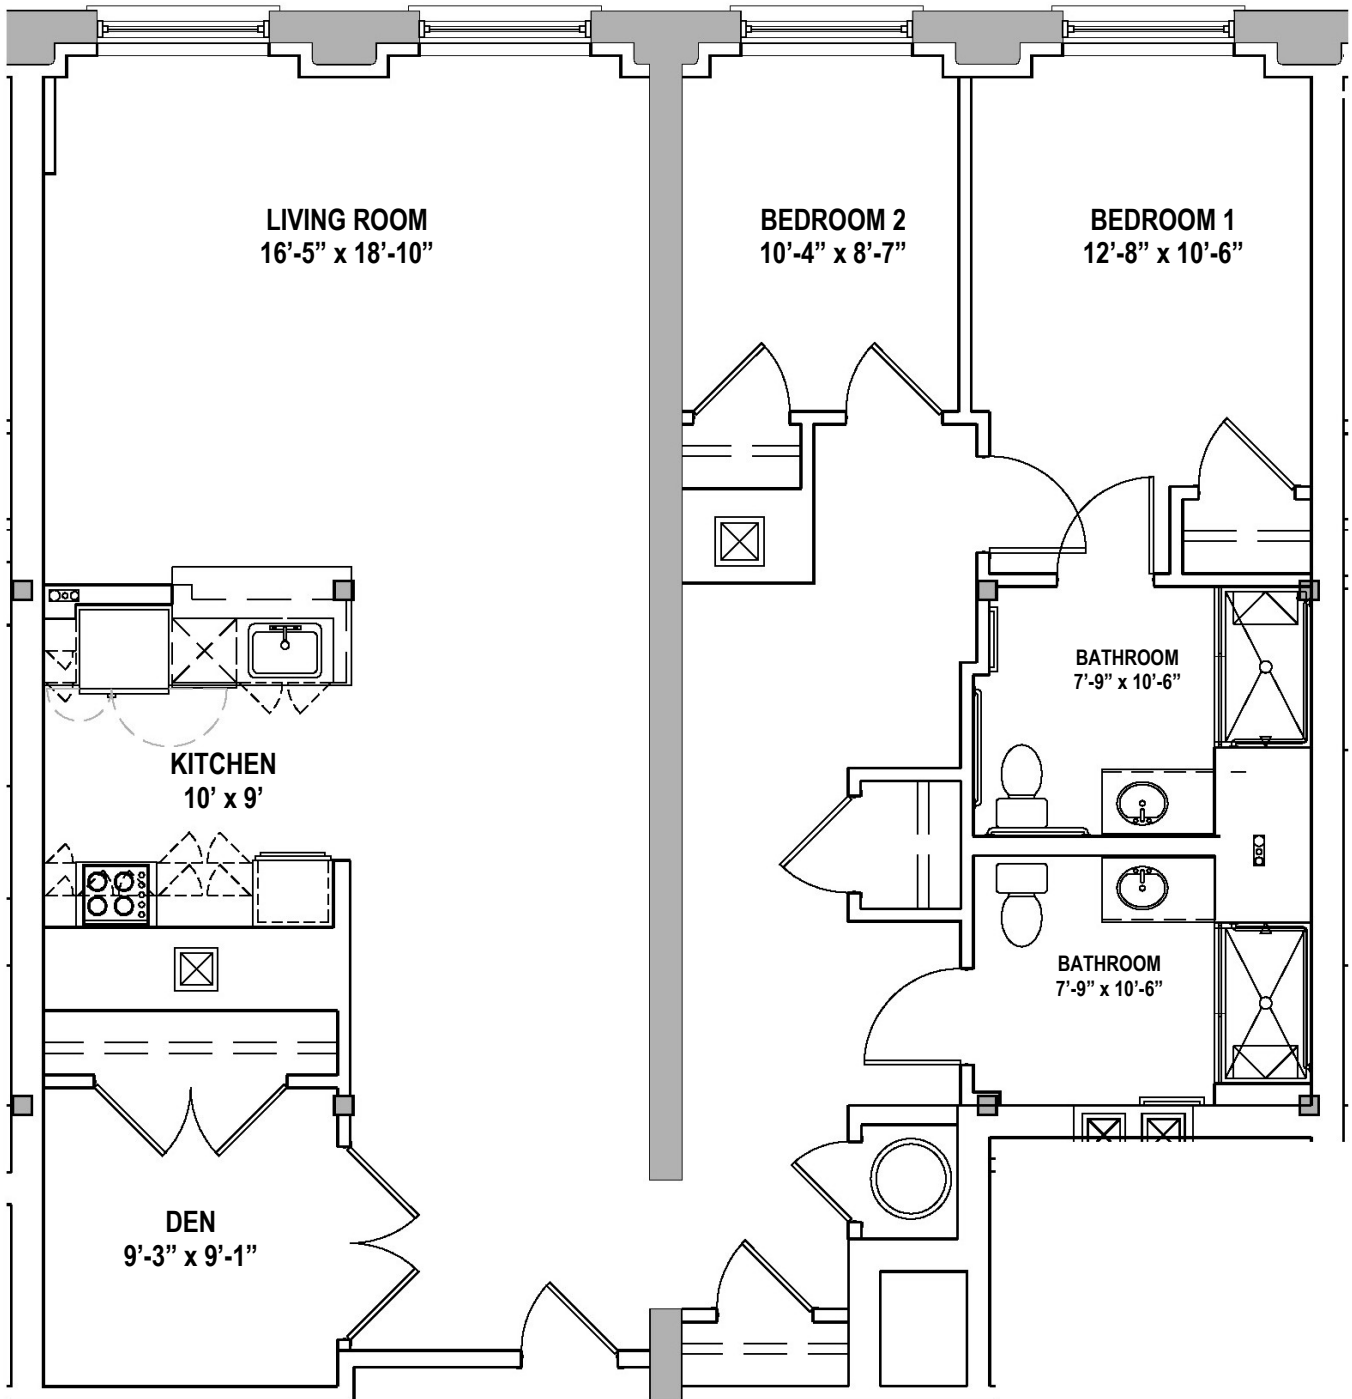 LIVING ROOM
16’-5” x 18’-10”
BEDROOM 2
10’-4” x 8’-7”
BEDROOM 1
12’-8” x 10’-6”
BATHROOM
7’-9” x 10’-6”
KITCHEN
10’ x 9’
BATHROOM
7’-9” x 10’-6”
DEN
9’-3” x 9’-1”